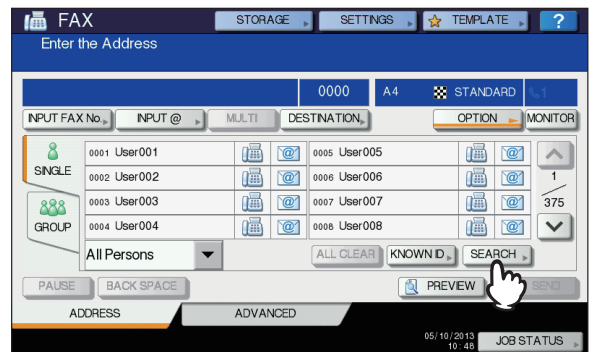 FAX STORAGE SETTINGS TEMPLATE ?
Enter the Address
0000 A4 STANDARD 1
INPUT FAX No. INPUT @ MULTI DESTINATION OPTION MONITOR
SINGLE
GROUP
0001 User001 @ 0005 User005 @
0002 User002 @ 0006 User006 @
0003 User003 @ 0007 User007 @
0004 User004 @ 0008 User008 @
1
375
All Persons ALL CLEAR KNOWN ID SEARCH
PAUSE BACK SPACE PREVIEW SEND
ADDRESS ADVANCED
05/10/2013
10:48
JOB STATUS